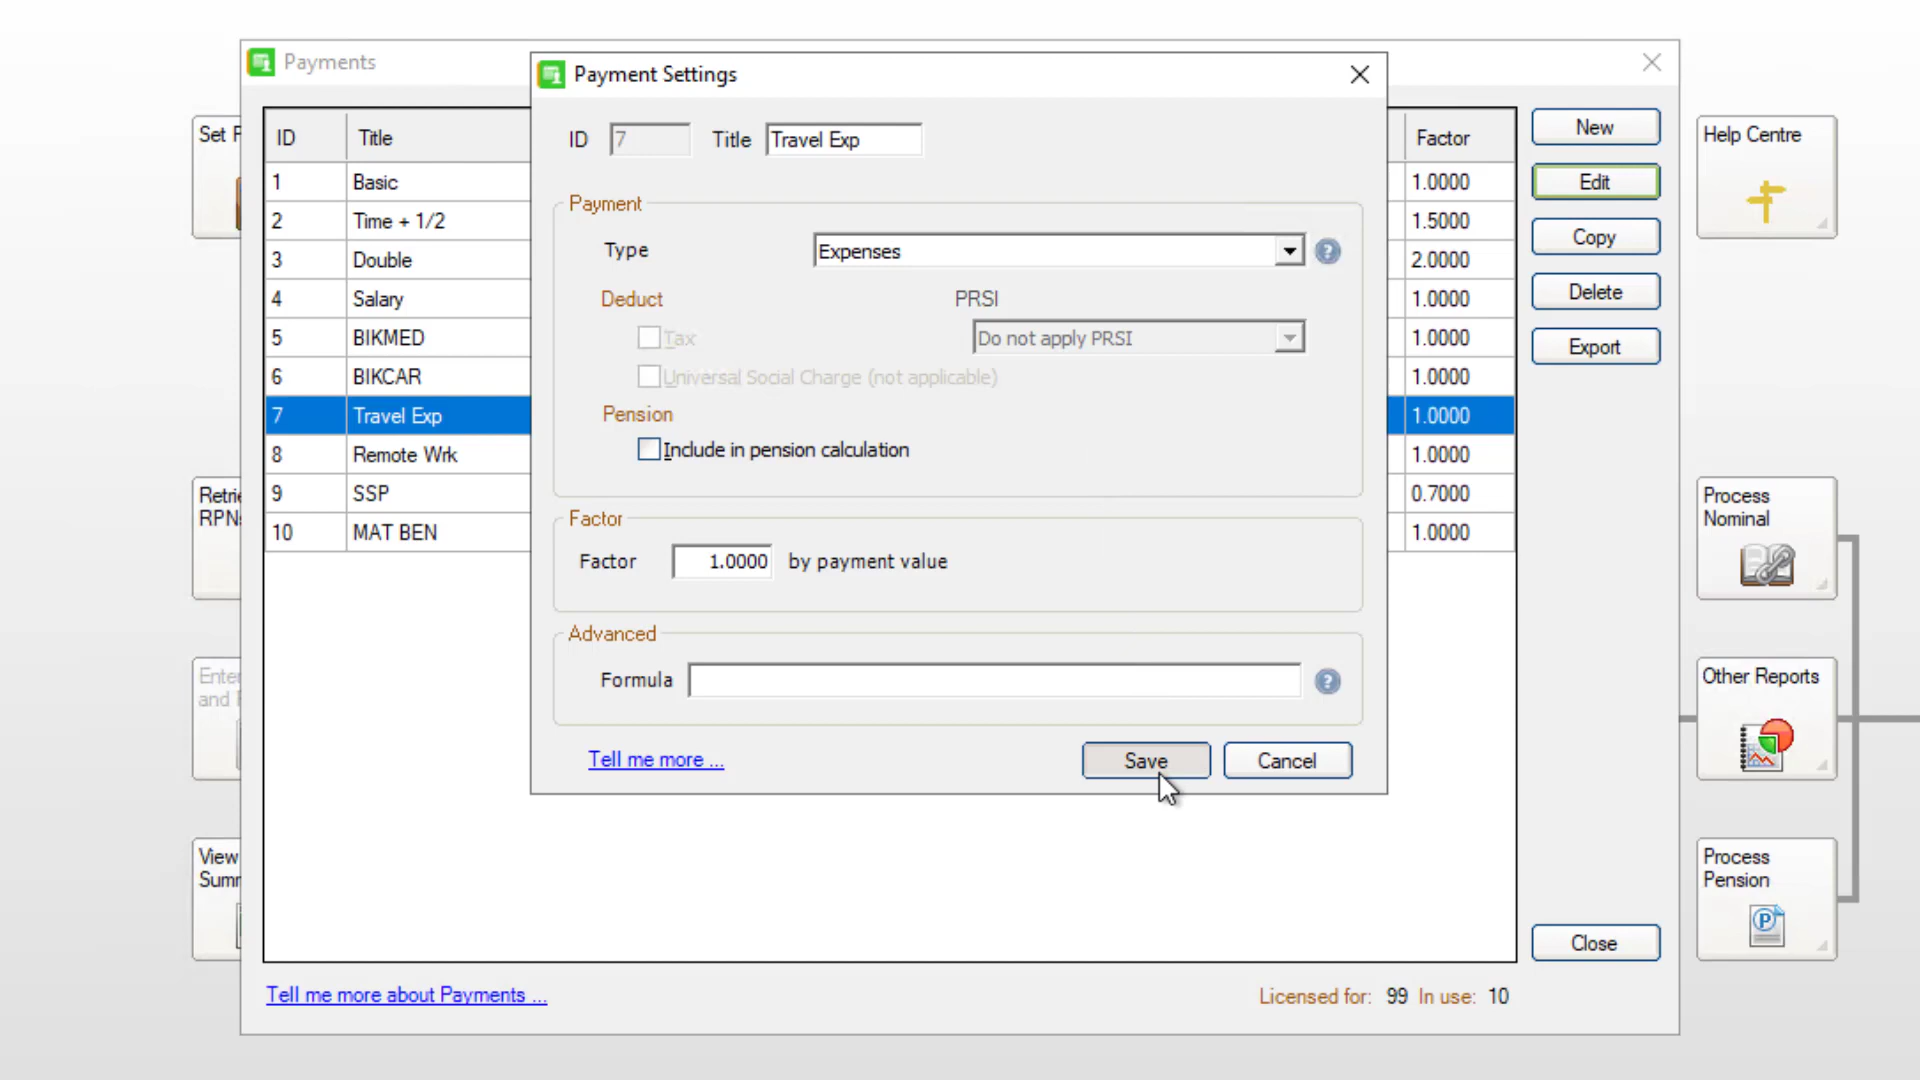 Payments
Payment Settings
ID 7 Title Travel Exp
Payment
Type Expenses
Deduct PRSI
Tax Do not apply PRSI
Universal Social Charge (not applicable)
Pension
Include in pension calculation
Factor
Factor 1.0000 by payment value
Advanced
Formula
Tell me more ...
Save Cancel
ID Title Factor
1 Basic 1.0000
2 Time + 1/2 1.5000
3 Double 2.0000
4 Salary 1.0000
5 BIKMED 1.0000
6 BIKCAR 1.0000
7 Travel Exp 1.0000
8 Remote Wrk 1.0000
9 SSP 0.7000
10 MAT BEN 1.0000
New
Edit
Copy
Delete
Export
Close
Tell me more about Payments ...
Licensed for: 99 In use: 10
Set
Retrie
RPN
Enter
and
View
Sum
Help Centre
Process
Nominal
Other Reports
Process
Pension
P